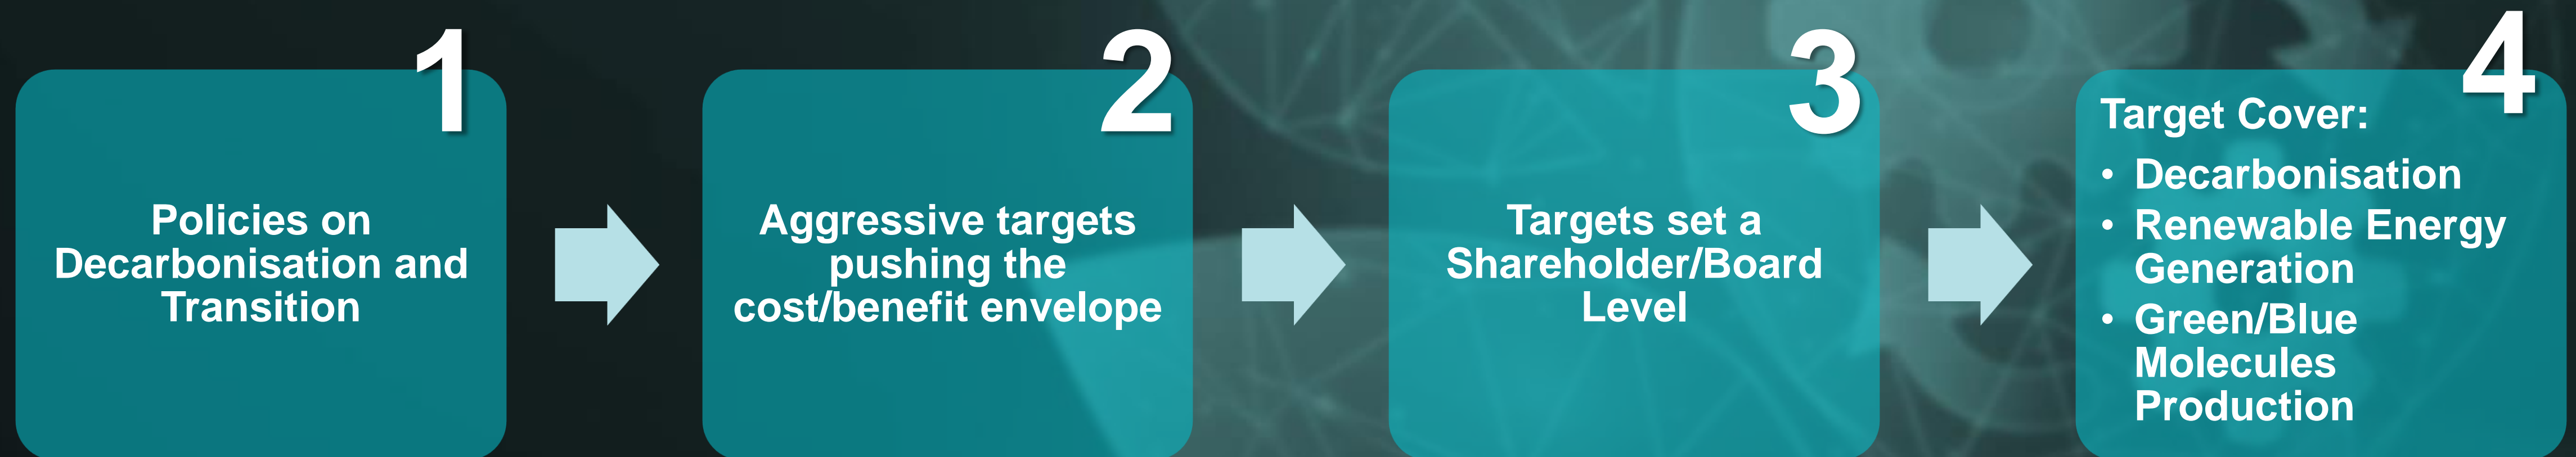 1
Policies on
Decarbonisation and
Transition
2
Aggressive targets
pushing the
cost/benefit envelope
3
Targets set a
Shareholder/Board
Level
4
Target Cover:
• Decarbonisation
• Renewable Energy
Generation
• Green/Blue
Molecules
Production